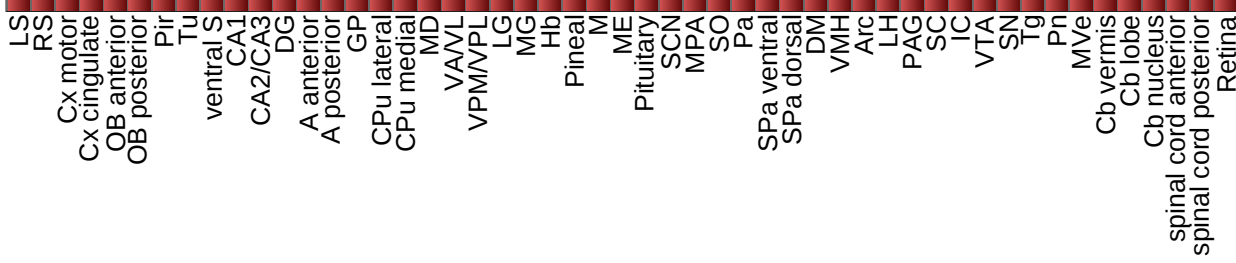 LS
RS
Cx motor
Cx cingulate
OB anterior
OB posterior
Pir
Tu
ventral S
CA1
CA2/CA3
DG
A anterior
A posterior
GP
CPu lateral
CPu medial
MD
VA/VL
VPM/VPL
LG
MG
Hb
Pineal
M
ME
Pituitary
SCN
MPA
SO
Pa
SPa ventral
SPa dorsal
DM
VMH
Arc
LH
PAG
SC
IC
VTA
SN
Tg
Pn
MVe
Cb vermis
Cb lobe
Cb nucleus
spinal cord anterior
spinal cord posterior
Retina